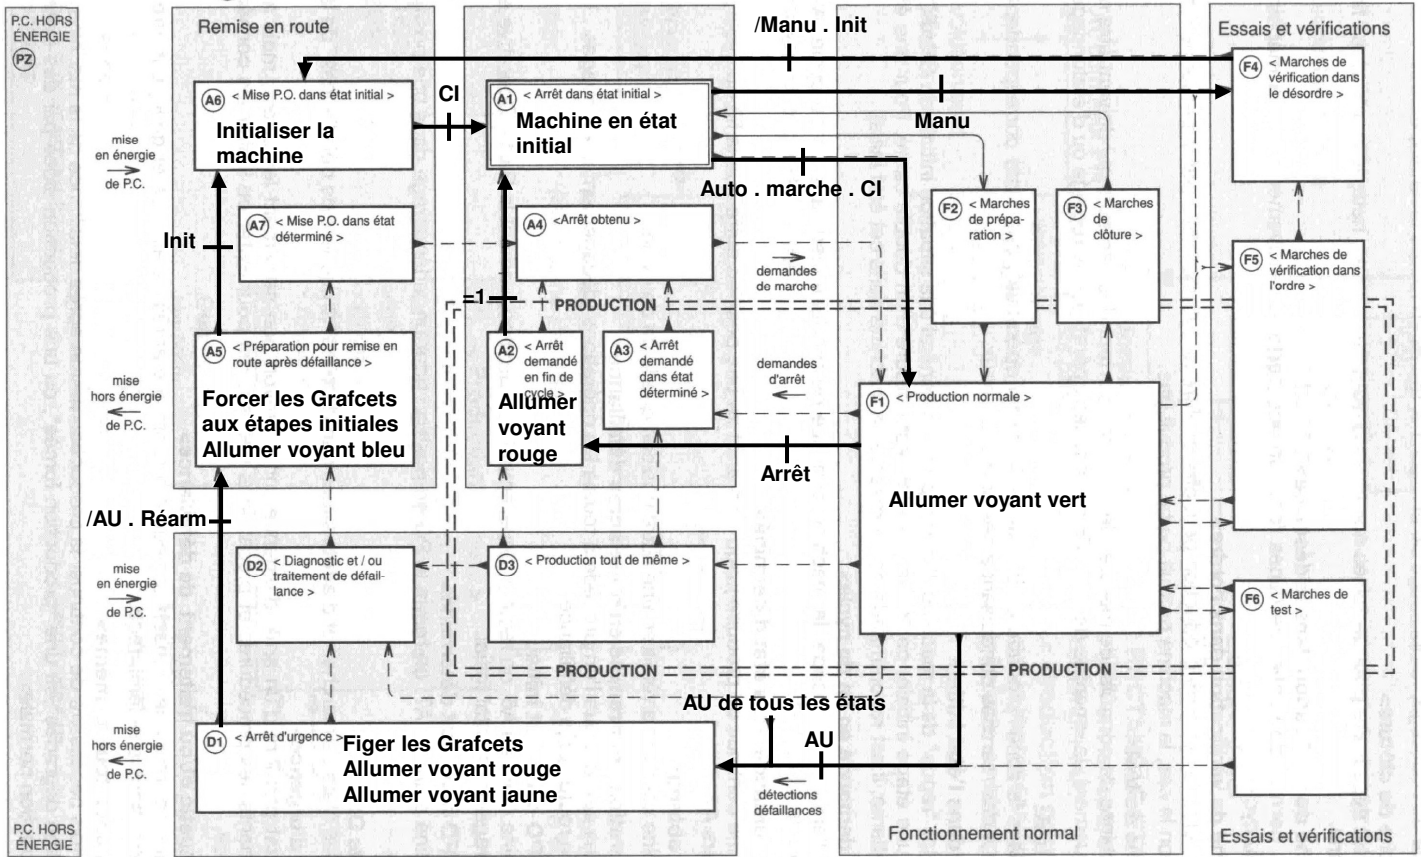 P.C. HORS
ÉNERGIE
PZ
Remise en route
/Manu . Init
Essais et vérifications
A6 < Mise P.O. dans état initial >
Initialiser la
machine
CI
A1 < Arrêt dans état initial >
Machine en état
initial
Manu
F4 < Marches de
vérification dans
le désordre >
mise
en énergie
de P.C.
Auto . marche . CI
Init
A7 < Mise P.O. dans état
déterminé >
A4 <Arrêt obtenu >
F2 < Marches
de prépa-
ration >
F3 < Marches
de
clôture >
demandes
de marche
F5 < Marches de
vérification dans
l'ordre >
=1
PRODUCTION
A5 < Préparation pour remise en
route après défaillance >
Forcer les Grafcets
aux étapes initiales
Allumer voyant bleu
A2 < Arrêt
demandé
en fin de
cycle >
Allumer
voyant
rouge
A3 < Arrêt
demandé
dans état
déterminé >
demandes
d'arrêt
mise
hors énergie
de P.C.
F1 < Production normale >
Allumer voyant vert
Arrêt
/AU . Réarm
D2 < Diagnostic et / ou
traitement de défail-
lance >
D3 < Production tout de même >
mise
en énergie
de P.C.
F6 < Marches de
test >
PRODUCTION
PRODUCTION
AU de tous les états
AU
D1 < Arrêt d'urgence >
Figer les Grafcets
Allumer voyant rouge
Allumer voyant jaune
mise
hors énergie
de P.C.
détections
défaillances
P.C. HORS
ÉNERGIE
Fonctionnement normal
Essais et vérifications